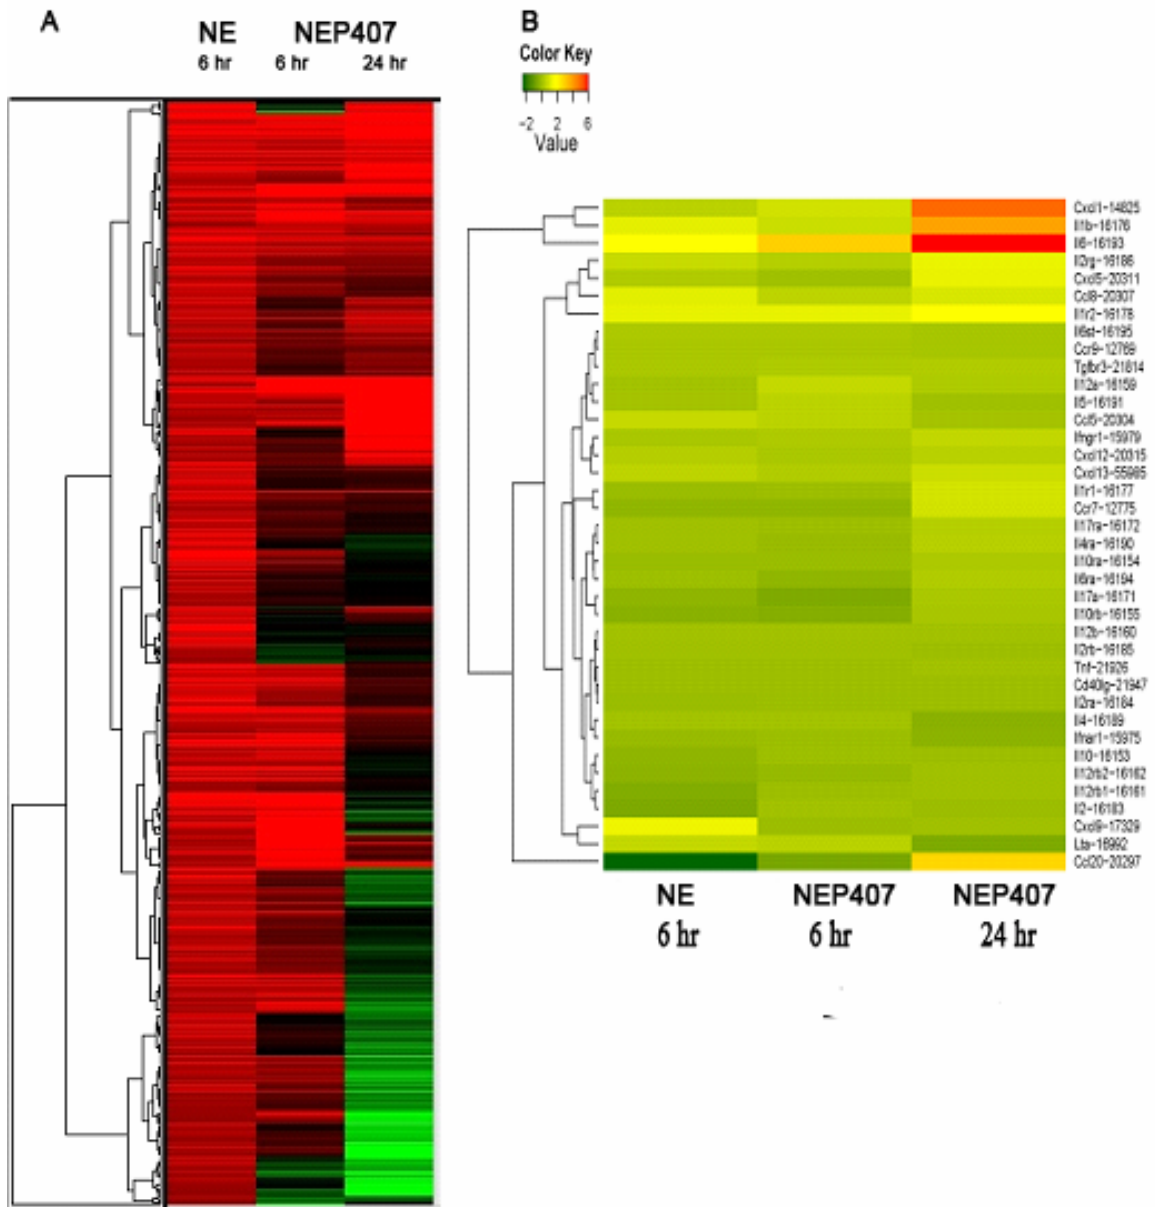 A
NE NEP407
6 hr 6 hr 24 hr
B
Color Key
-2 2 6
Value
Cxcl1-14825
Il1b-16176
Il6-16193
Il2rg-16186
Cxcl5-20311
Ccl8-20307
Il1r2-16178
Il6st-16195
Ccr9-12769
Tgfbr3-21814
Il12a-16159
Il5-16191
Ccl5-20304
Ifngr1-15979
Cxcl12-20315
Cxcl13-55985
Il1r1-16177
Ccr7-12775
Il17ra-16172
Il4ra-16190
Il10ra-16154
Il6ra-16194
Il17a-16171
Il10rb-16155
Il12b-16160
Il2rb-16185
Tnf-21926
Cd40lg-21947
Il2ra-16184
Il4-16189
Ifnar1-15975
Il10-16153
Il12rb2-16162
Il12rb1-16161
Il2-16183
Cxcl9-17329
Lta-16992
Ccl20-20297
NE NEP407 NEP407
6 hr 6 hr 24 hr